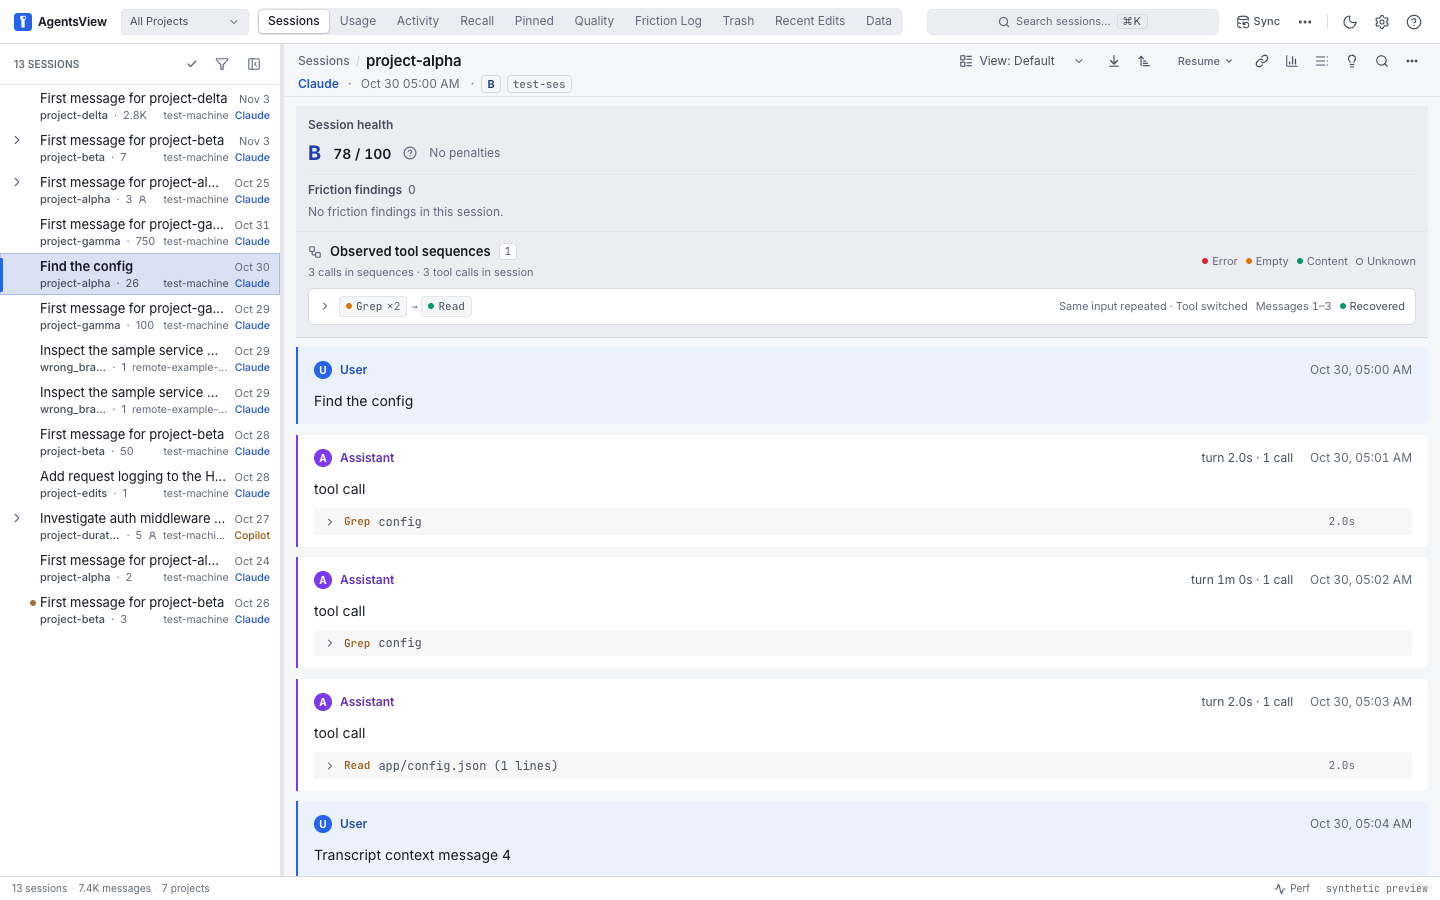 AgentsView
All Projects
Sessions
Usage
Activity
Recall
Pinned
Quality
Friction Log
Trash
Recent Edits
Data
Search sessions... ⌘K
Sync
13 SESSIONS
First message for project-delta Nov 3
project-delta · 2.8K test-machine Claude
First message for project-beta Nov 3
project-beta · 7 test-machine Claude
First message for project-al... Oct 25
project-alpha · 3 test-machine Claude
First message for project-ga... Oct 31
project-gamma · 750 test-machine Claude
Find the config Oct 30
project-alpha · 26 test-machine Claude
First message for project-ga... Oct 29
project-gamma · 100 test-machine Claude
Inspect the sample service ... Oct 29
wrong_bra... · 1 remote-example-... Claude
Inspect the sample service ... Oct 29
wrong_bra... · 1 remote-example-... Claude
First message for project-beta Oct 28
project-beta · 50 test-machine Claude
Add request logging to the H... Oct 28
project-edits · 1 test-machine Claude
Investigate auth middleware ... Oct 27
project-durat... · 5 test-machi... Copilot
First message for project-al... Oct 24
project-alpha · 2 test-machine Claude
First message for project-beta Oct 26
project-beta · 3 test-machine Claude
Sessions / project-alpha
View: Default
Resume
Claude · Oct 30 05:00 AM · B test-ses
Session health
B 78 / 100 No penalties
Friction findings 0
No friction findings in this session.
Observed tool sequences 1
3 calls in sequences · 3 tool calls in session
Error Empty Content Unknown
Grep ×2 → Read Same input repeated · Tool switched Messages 1–3 Recovered
U User Oct 30, 05:00 AM
Find the config
A Assistant turn 2.0s · 1 call Oct 30, 05:01 AM
tool call
Grep config 2.0s
A Assistant turn 1m 0s · 1 call Oct 30, 05:02 AM
tool call
Grep config
A Assistant turn 2.0s · 1 call Oct 30, 05:03 AM
tool call
Read app/config.json (1 lines) 2.0s
U User Oct 30, 05:04 AM
Transcript context message 4
13 sessions · 7.4K messages · 7 projects
Perf · synthetic preview